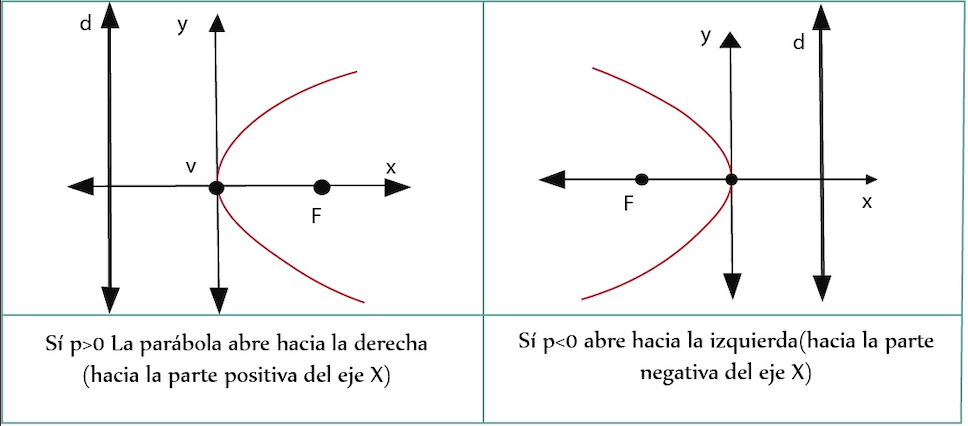 d
y
v
x
F
y
d
F
x
Sí p>0 La parábola abre hacia la derecha
(hacia la parte positiva del eje X)
Sí p<0 abre hacia la izquierda(hacia la parte
negativa del eje X)